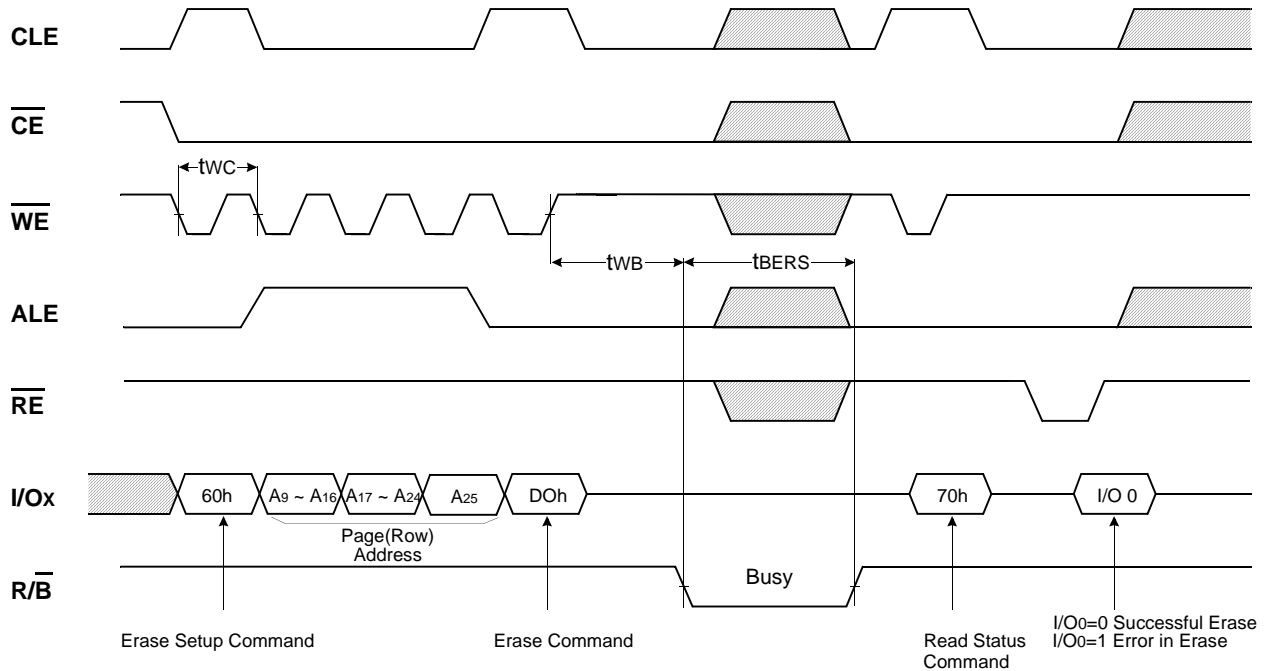 CLE
CE
tWC
WE
tWB
tBERS
ALE
RE
I/Ox
60h
A9 ~ A16
A17 ~ A24
A25
DOh
70h
I/O 0
Page(Row)
Address
R/B
Busy
Erase Setup Command
Erase Command
Read Status
Command
I/O0=0 Successful Erase
I/O0=1 Error in Erase